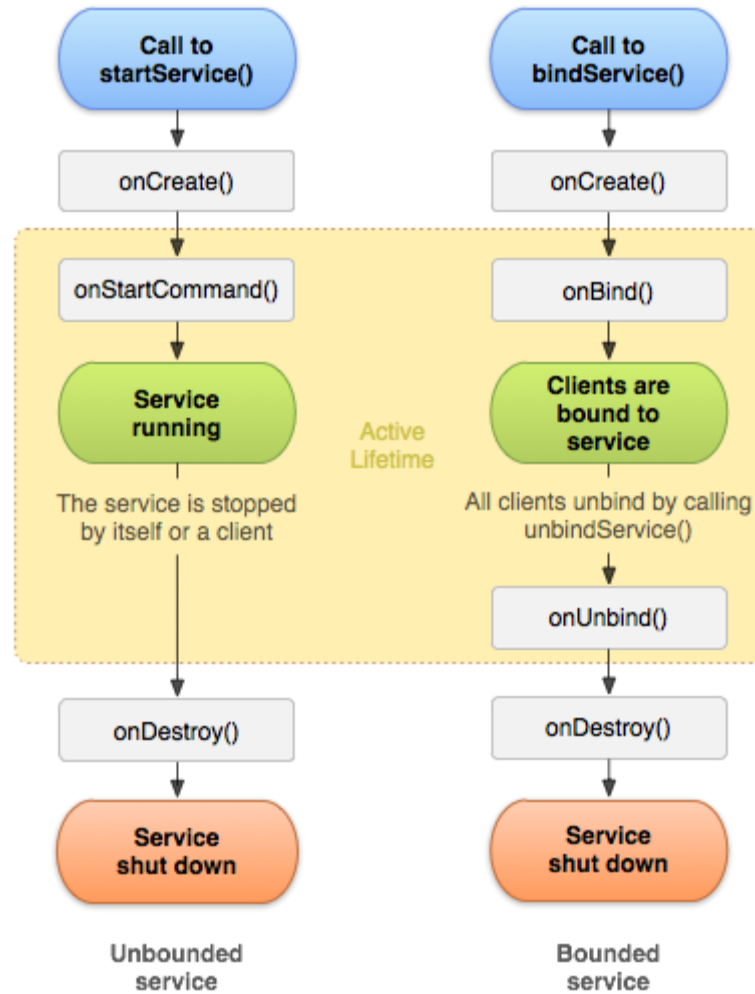 Call to
startService()
onCreate()
onStartCommand()
Service
running
The service is stopped
by itself or a client
onDestroy()
Service
shut down
Unbounded
service
Active
Lifetime
Call to
bindService()
onCreate()
onBind()
Clients are
bound to
service
All clients unbind by calling
unbindService()
onUnbind()
onDestroy()
Service
shut down
Bounded
service